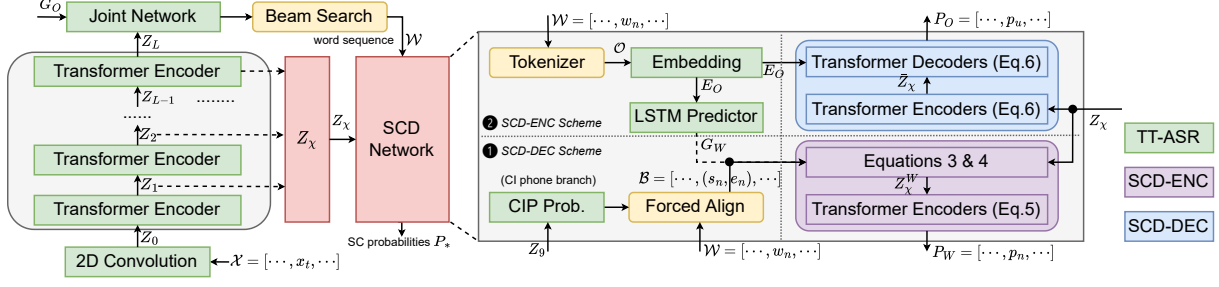 G_O
Joint Network
Beam Search
word sequence
𝒲
Z_L
Transformer Encoder
Z_{L−1}
........
......
Z_2
Transformer Encoder
Z_1
Transformer Encoder
Z_0
2D Convolution
𝒳 = [⋯, x_t, ⋯]
Z_χ
Z_χ
SCD
Network
SC probabilities P_*
𝒲 = [⋯, w_n, ⋯]
Tokenizer
𝒪
Embedding
E_O
E_O
LSTM Predictor
❷ SCD-ENC Scheme
❶ SCD-DEC Scheme
G_W
(CI phone branch)
ℬ = [⋯, (s_n, e_n), ⋯]
CIP Prob.
Forced Align
Z_9
𝒲 = [⋯, w_n, ⋯]
P_O = [⋯, p_u, ⋯]
Transformer Decoders (Eq.6)
Z̄_χ
Transformer Encoders (Eq.6)
Z_χ
Equations 3 & 4
Z_χ^W
Transformer Encoders (Eq.5)
P_W = [⋯, p_n, ⋯]
TT-ASR
SCD-ENC
SCD-DEC